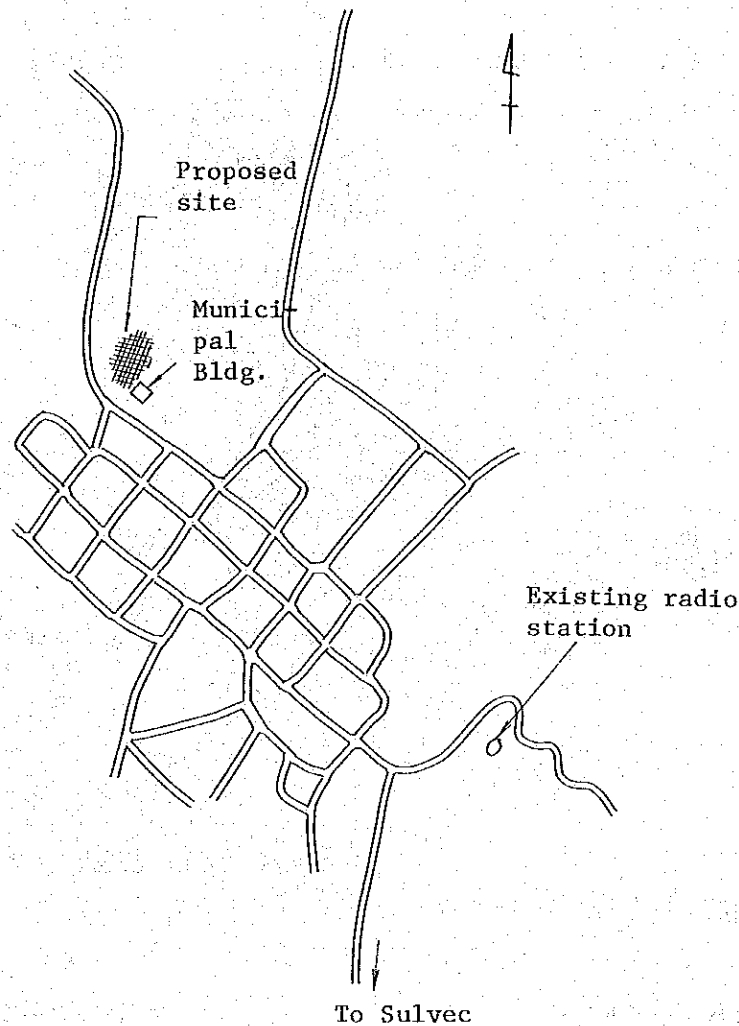 Proposed
site
Munici-
pal
Bldg.
Existing radio
station
To Sulvec